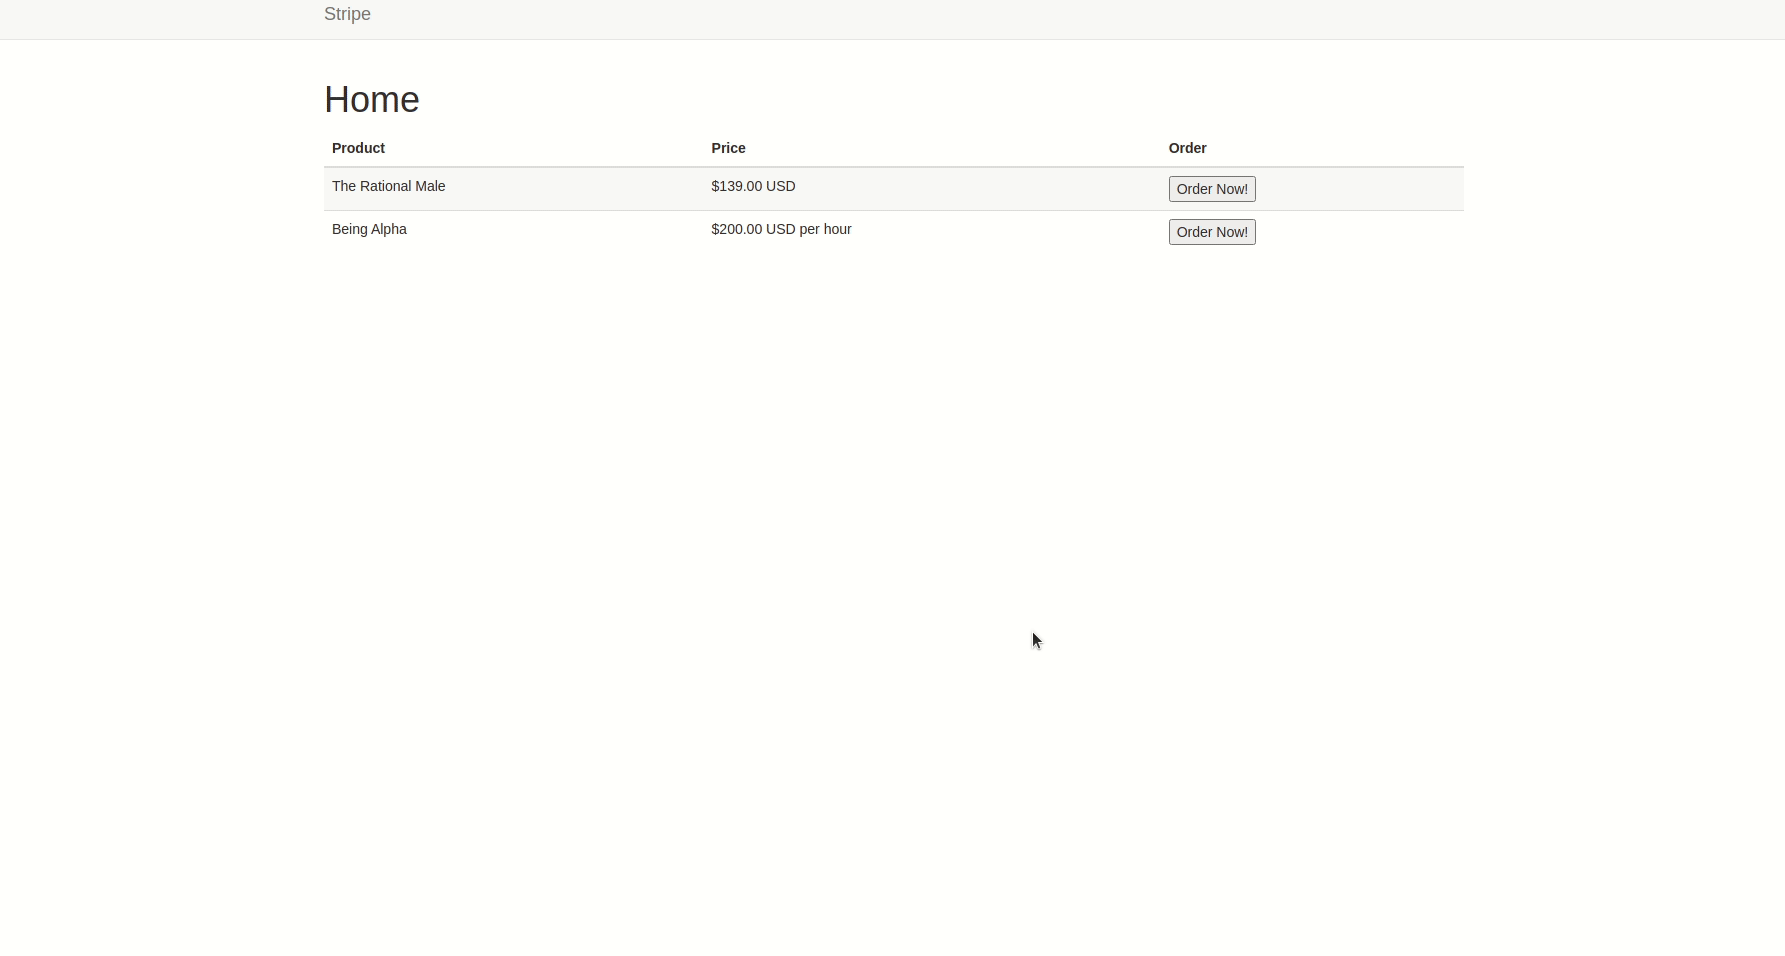 Stripe
Home
Product Price Order
The Rational Male $139.00 USD Order Now!
Being Alpha $200.00 USD per hour Order Now!